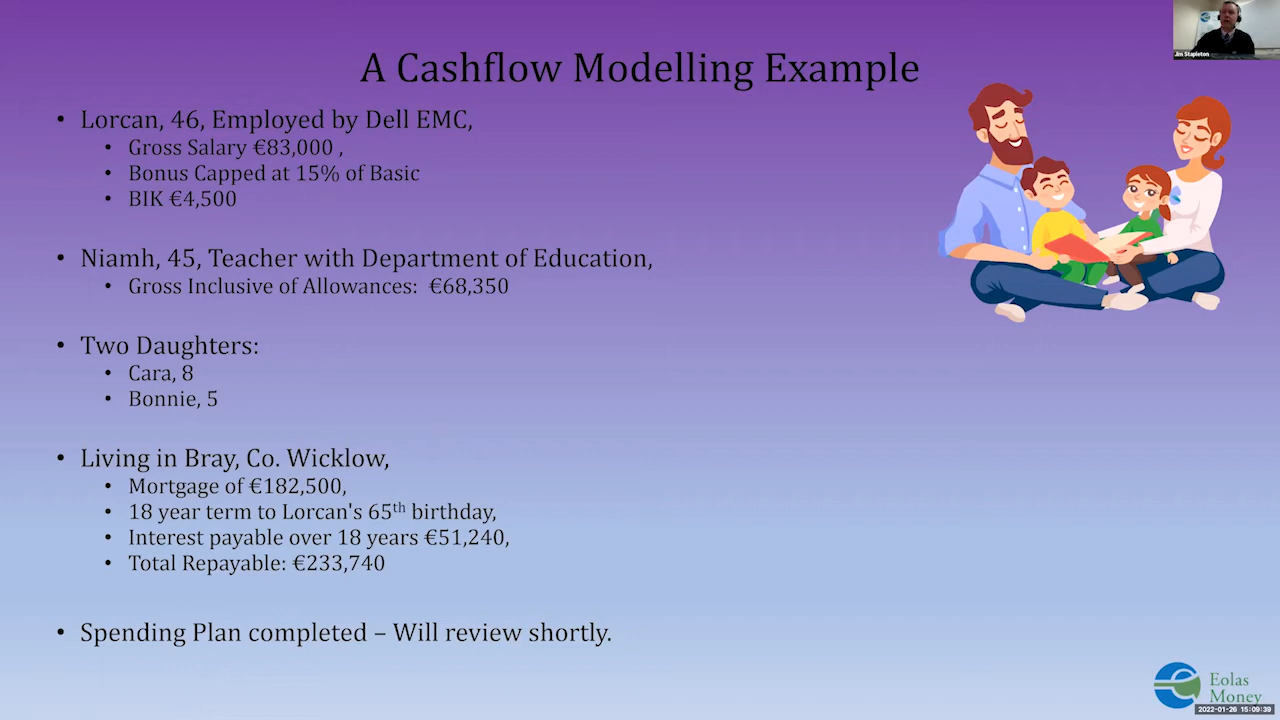 Jim Stapleton
A Cashflow Modelling Example
• Lorcan, 46, Employed by Dell EMC,
• Gross Salary €83,000 ,
• Bonus Capped at 15% of Basic
• BIK €4,500
• Niamh, 45, Teacher with Department of Education,
• Gross Inclusive of Allowances: €68,350
• Two Daughters:
• Cara, 8
• Bonnie, 5
• Living in Bray, Co. Wicklow,
• Mortgage of €182,500,
• 18 year term to Lorcan's 65th birthday,
• Interest payable over 18 years €51,240,
• Total Repayable: €233,740
• Spending Plan completed – Will review shortly.
Eolas
Money
2022-01-26 15:09:39